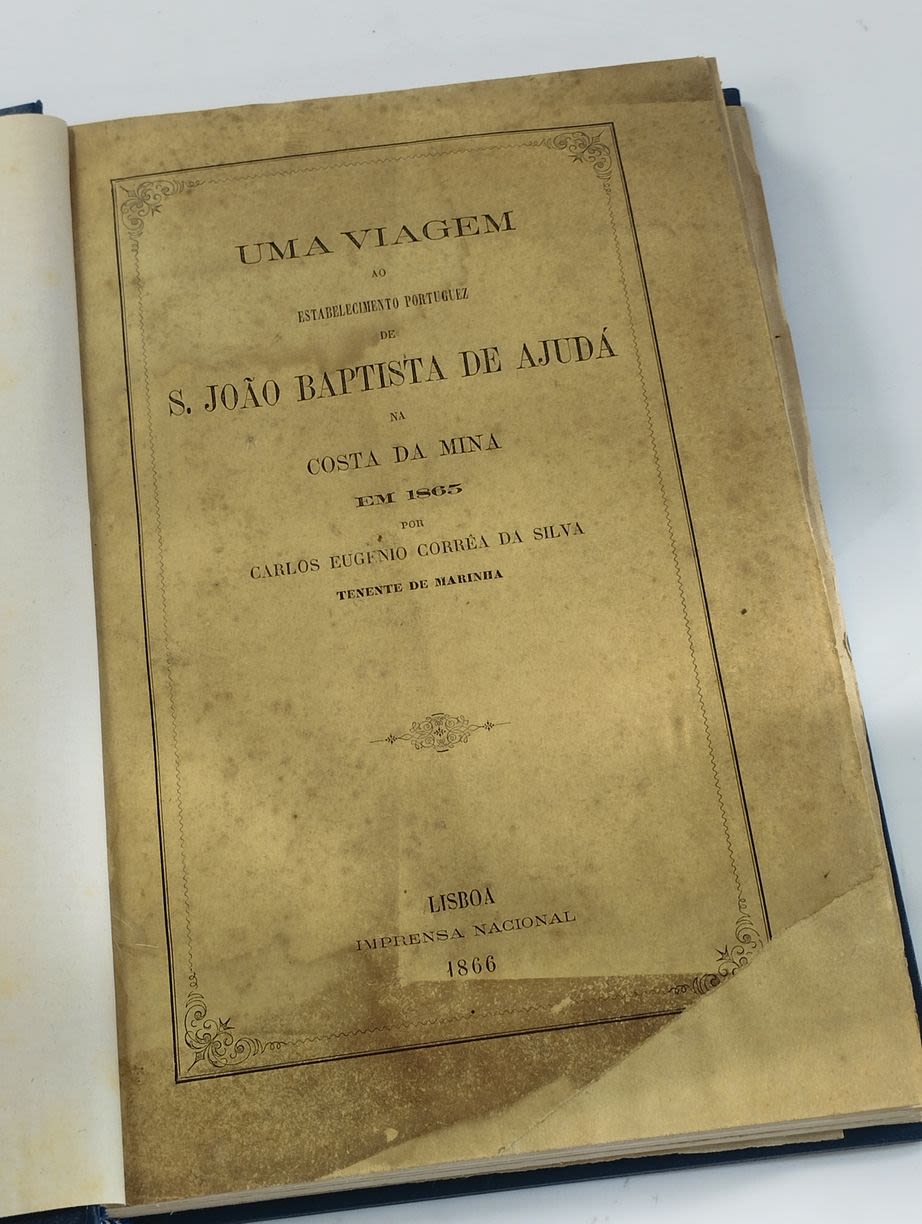 UMA VIAGEM
AO
ESTABELECIMENTO PORTUGUEZ
DE
S. JOÃO BAPTISTA DE AJUDÁ
NA
COSTA DA MINA
EM 1865
POR
CARLOS EUGENIO CORRÊA DA SILVA
TENENTE DE MARINHA
LISBOA
IMPRENSA NACIONAL
1866